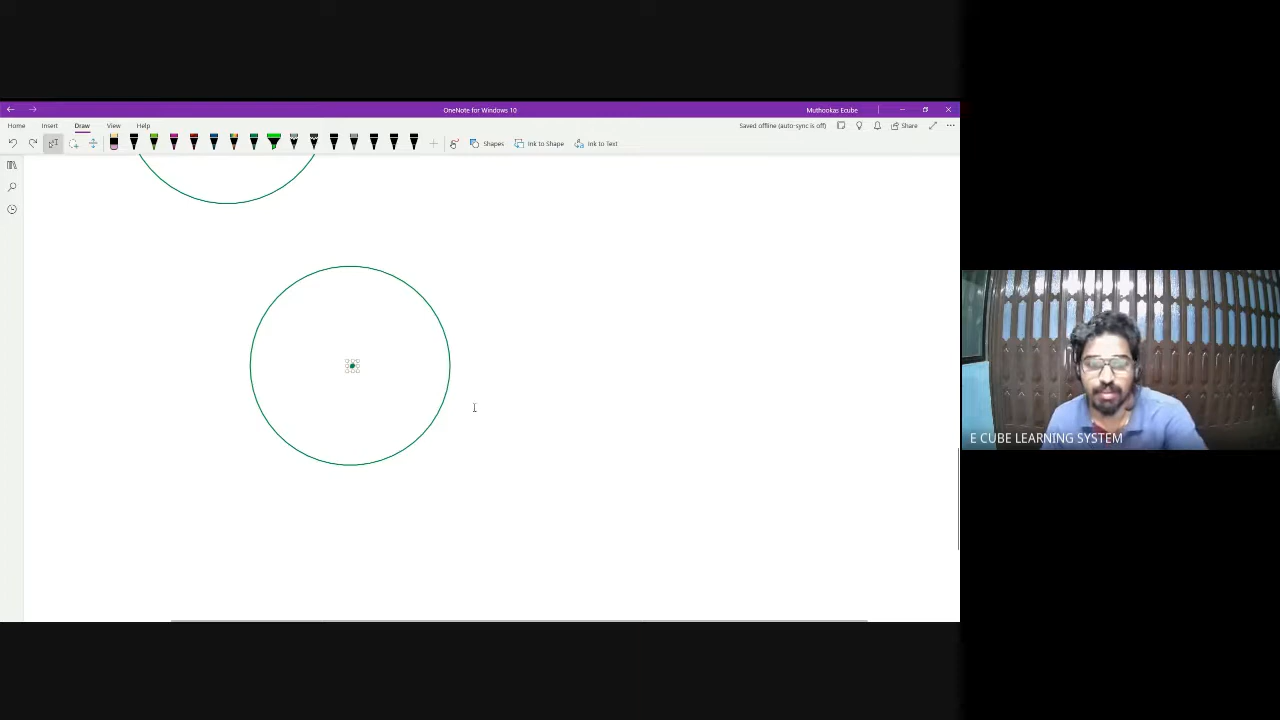 OneNote for Windows 10
Muthookas Ecube
Home Insert Draw View Help
Saved offline (auto-sync is off)
Share
Shapes
Ink to Shape
Ink to Text
E CUBE LEARNING SYSTEM